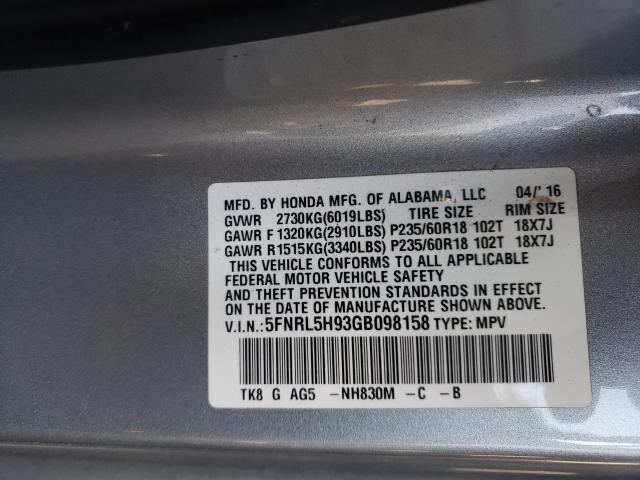 MFD. BY HONDA MFG. OF ALABAMA, LLC 04/'16
GVWR 2730KG(6019LBS) TIRE SIZE RIM SIZE
GAWR F 1320KG(2910LBS) P235/60R18 102T 18X7J
GAWR R1515KG(3340LBS) P235/60R18 102T 18X7J
THIS VEHICLE CONFORMS TO ALL APPLICABLE
FEDERAL MOTOR VEHICLE SAFETY
AND THEFT PREVENTION STANDARDS IN EFFECT
ON THE DATE OF MANUFACTURE SHOWN ABOVE.
V.I.N.:5FNRL5H93GB098158 TYPE: MPV
TK8 G AG5 -NH830M -C -B